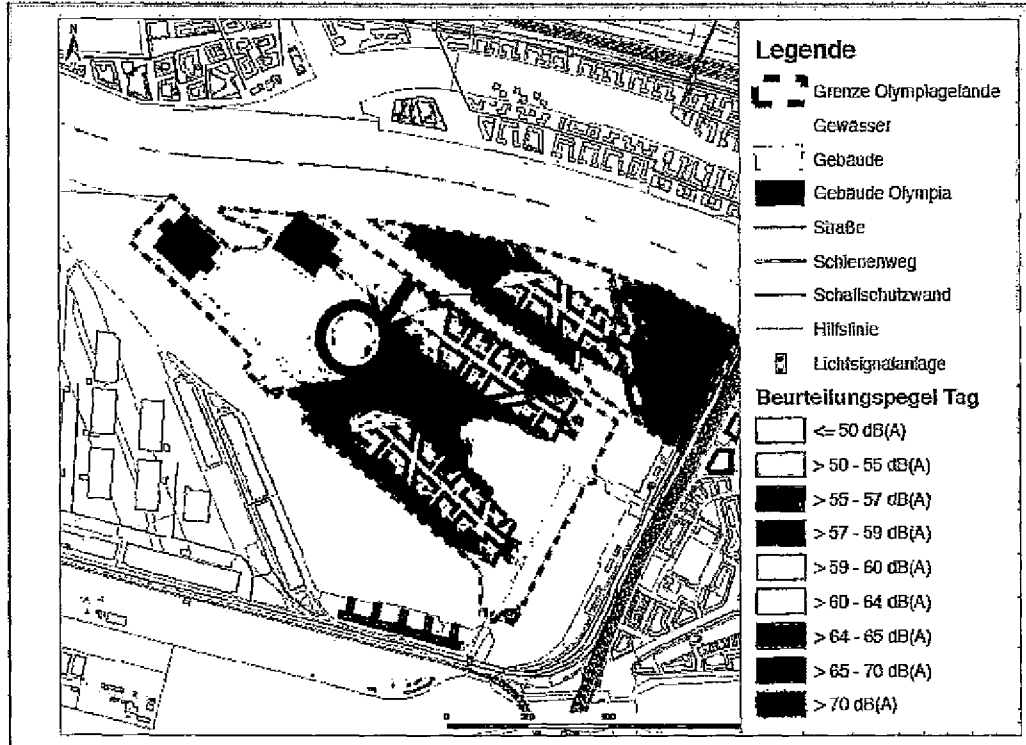 N
Legende
Grenze Olympiagelände
Gewässer
Gebäude
Gebäude Olympia
Straße
Schienenweg
Schallschutzwand
Hilfslinie
Lichtsignalanlage
Beurteilungspegel Tag
<= 50 dB(A)
> 50 - 55 dB(A)
> 55 - 57 dB(A)
> 57 - 59 dB(A)
> 59 - 60 dB(A)
> 60 - 64 dB(A)
> 64 - 65 dB(A)
> 65 - 70 dB(A)
> 70 dB(A)
0